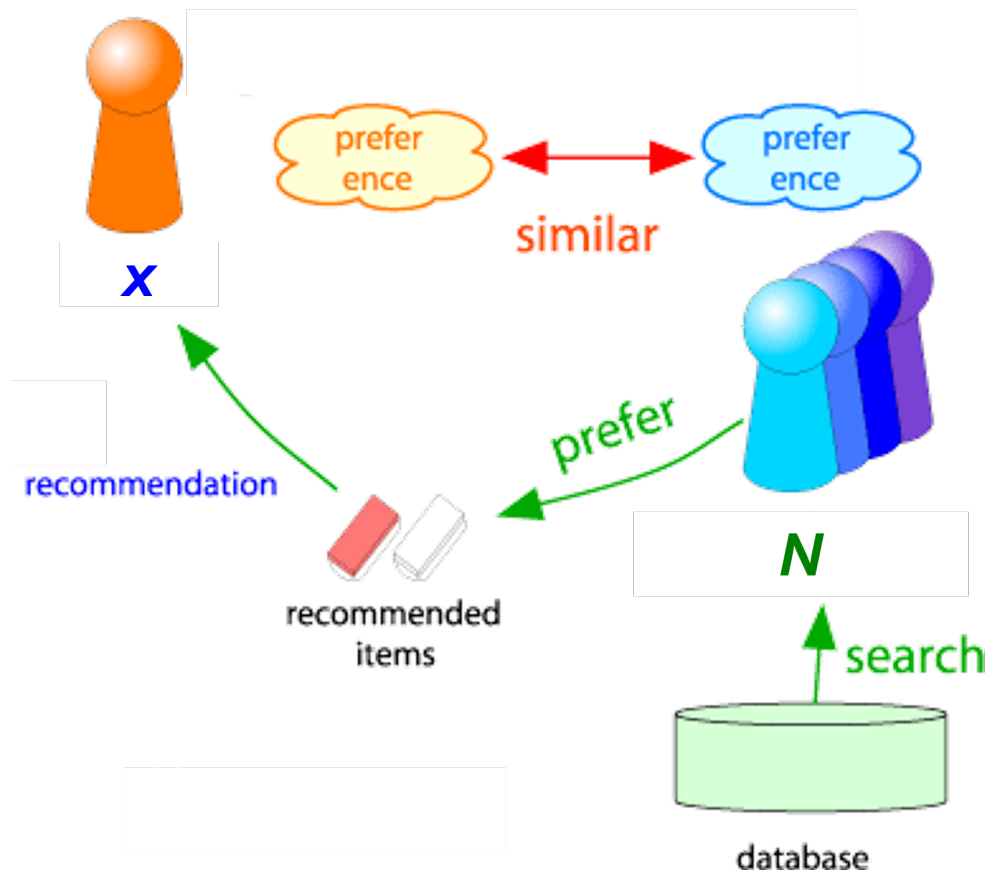 prefer
ence
prefer
ence
similar
x
prefer
recommendation
N
recommended
items
search
database